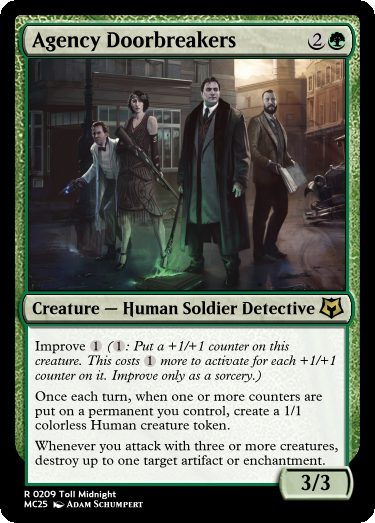 Agency Doorbreakers 2
Creature — Human Soldier Detective
Improve 1 (1: Put a +1/+1 counter on this
creature. This costs 1 more to activate for each +1/+1
counter on it. Improve only as a sorcery.)
Once each turn, when one or more counters are
put on a permanent you control, create a 1/1
colorless Human creature token.
Whenever you attack with three or more creatures,
destroy up to one target artifact or enchantment.
3/3
R 0209 Toll Midnight
MC25 Adam Schumpert